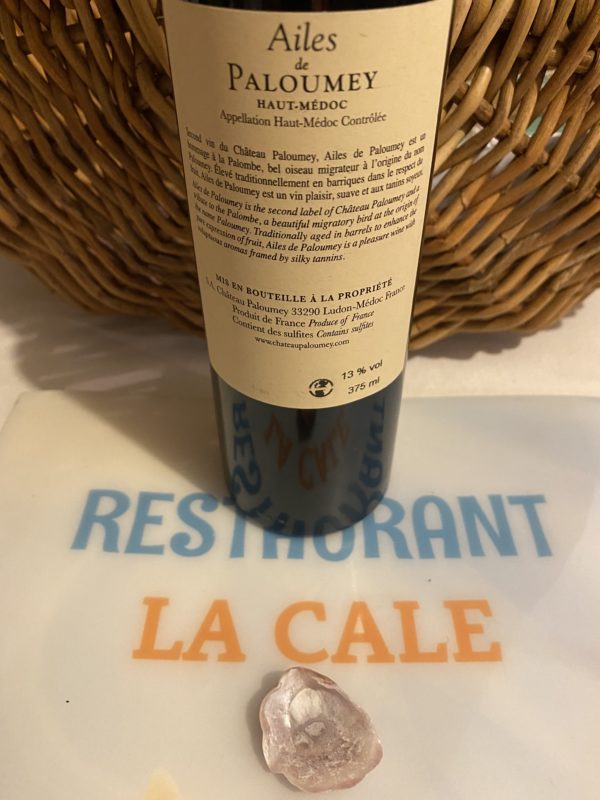 Ailes
de
PALOUMEY
HAUT-MÉDOC
Appellation Haut-Médoc Contrôlée
Second vin du Château Paloumey, Ailes de Paloumey est un
hommage à la Palombe, bel oiseau migrateur à l'origine du nom
Paloumey. Élevé traditionnellement en barriques dans le respect du
fruit, Ailes de Paloumey est un vin plaisir, suave et aux tanins soyeux.
Ailes de Paloumey is the second label of Château Paloumey and a
tribute to the Palombe, a beautiful migratory bird at the origin of
the name Paloumey. Traditionally aged in barrels to enhance the
pure expression of fruit, Ailes de Paloumey is a pleasure wine with
voluptuous aromas framed by silky tannins.
MIS EN BOUTEILLE À LA PROPRIÉTÉ
Château Paloumey 33290 Ludon-Médoc France
Produit de France Produce of France
Contient des sulfites Contains sulfites
www.chateaupaloumey.com
13 % vol
375 ml
RESTAURANT
LA CALE